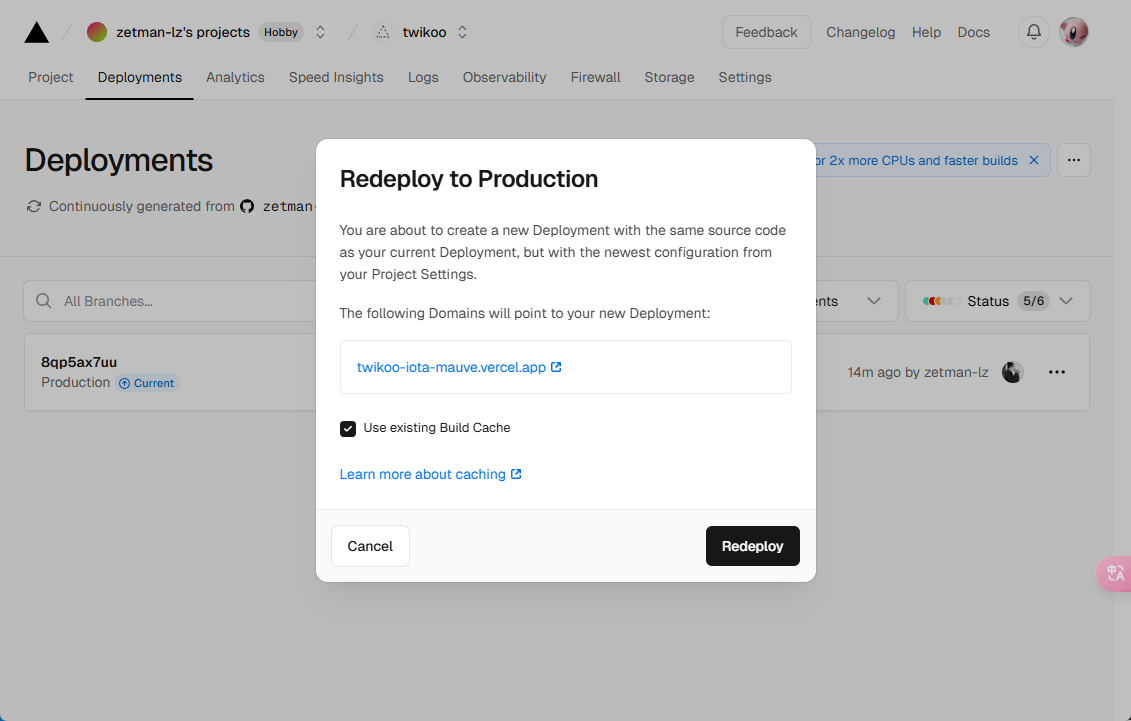 zetman-lz's projects Hobby twikoo Feedback Changelog Help Docs
Project Deployments Analytics Speed Insights Logs Observability Firewall Storage Settings
Deployments
or 2x more CPUs and faster builds
Continuously generated from zetman-
Redeploy to Production
You are about to create a new Deployment with the same source code
as your current Deployment, but with the newest configuration from
your Project Settings.
The following Domains will point to your new Deployment:
twikoo-iota-mauve.vercel.app
Use existing Build Cache
Learn more about caching
Cancel Redeploy
All Branches...
Status 5/6
8qp5ax7uu
Production Current
14m ago by zetman-lz